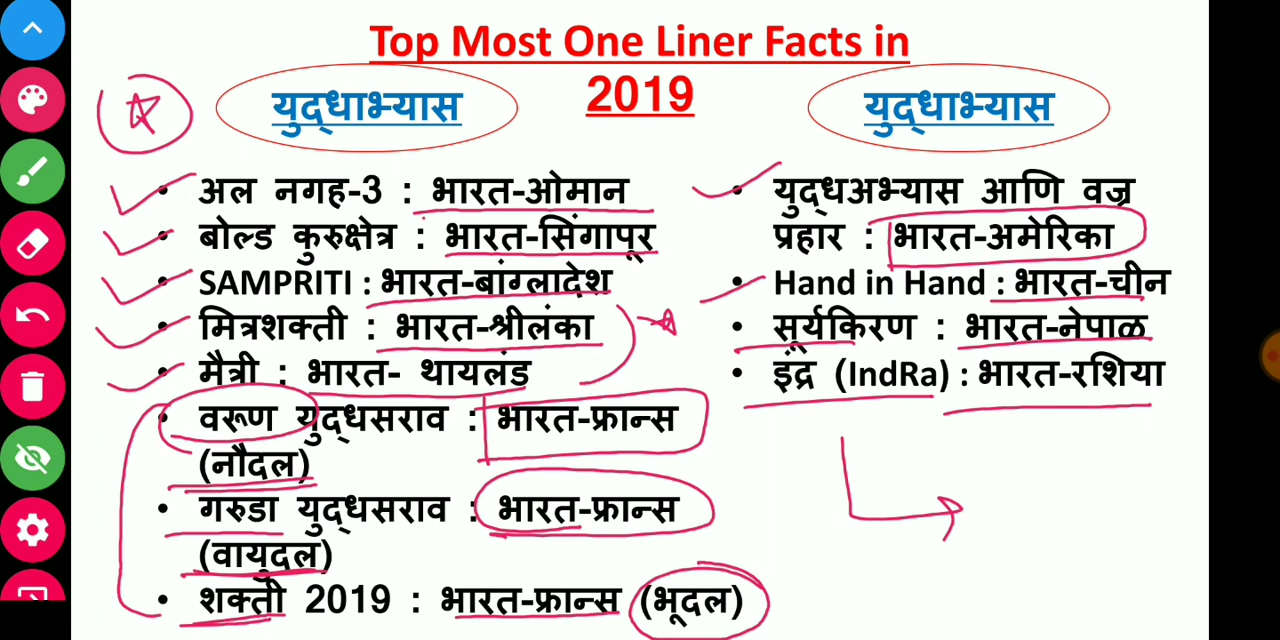 Top Most One Liner Facts in
2019
युद्धाभ्यास
अल नगह-3 : भारत-ओमान
बोल्ड कुरुक्षेत्र : भारत-सिंगापूर
SAMPRITI : भारत-बांग्लादेश
मित्रशक्ती : भारत-श्रीलंका
मैत्री : भारत- थायलंड
वरूण युद्धसराव : भारत-फ्रान्स
(नौदल)
गरुडा युद्धसराव : भारत-फ्रान्स
(वायुदल)
शक्ती 2019 : भारत-फ्रान्स (भूदल)
युद्धाभ्यास
युद्धअभ्यास आणि वज्र
प्रहार : भारत-अमेरिका
Hand in Hand : भारत-चीन
सूर्यकिरण : भारत-नेपाळ
इंद्र (IndRa) : भारत-रशिया